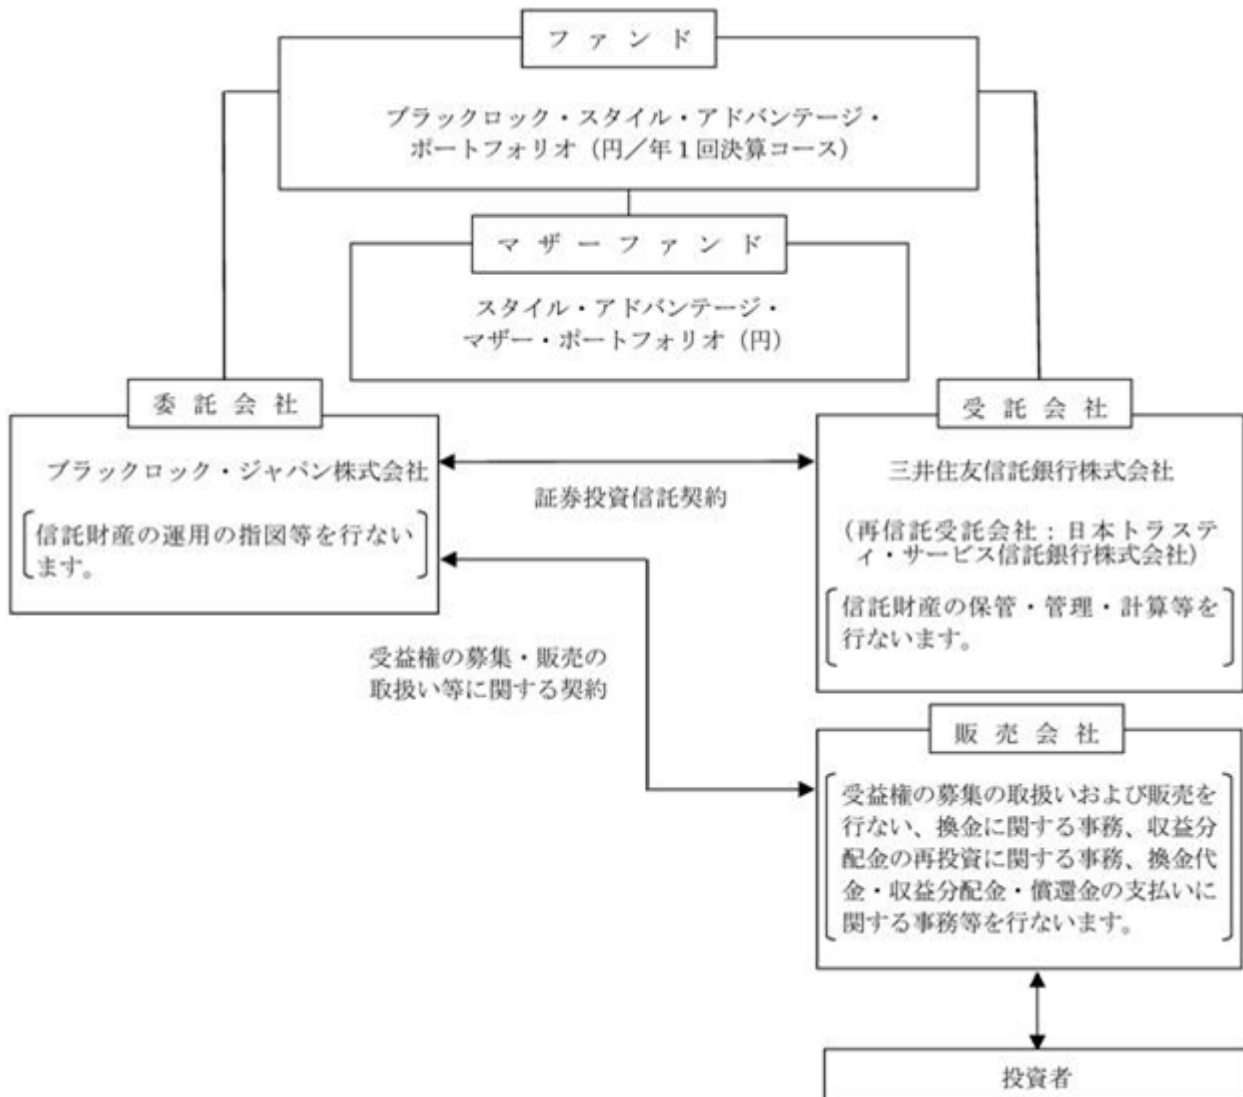 ファンド
ブラックロック・スタイル・アドバンテージ・
ポートフォリオ（円／年１回決算コース）
マザーファンド
スタイル・アドバンテージ・
マザー・ポートフォリオ（円）
委託会社
ブラックロック・ジャパン株式会社
信託財産の運用の指図等を行ない
ます。
証券投資信託契約
受託会社
三井住友信託銀行株式会社
（再信託受託会社：日本トラステ
ィ・サービス信託銀行株式会社）
信託財産の保管・管理・計算等を
行ないます。
受益権の募集・販売の
取扱い等に関する契約
販売会社
受益権の募集の取扱いおよび販売を
行ない、換金に関する事務、収益分
配金の再投資に関する事務、換金代
金・収益分配金・償還金の支払いに
関する事務等を行ないます。
投資者